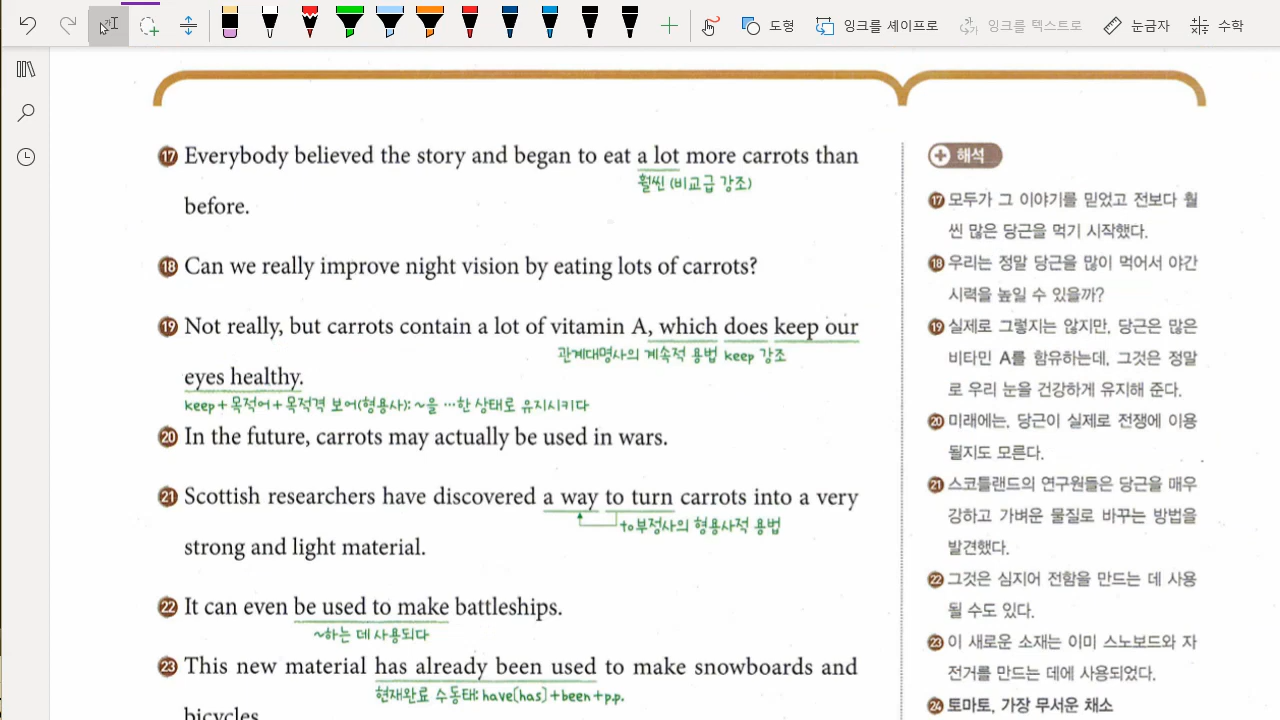 도형
잉크를 셰이프로
잉크를 텍스트로
눈금자
수학
17 Everybody believed the story and began to eat a lot more carrots than
훨씬 (비교급 강조)
before.
18 Can we really improve night vision by eating lots of carrots?
19 Not really, but carrots contain a lot of vitamin A, which does keep our
관계대명사의 계속적 용법 keep 강조
eyes healthy.
keep+목적어+목적격 보어(형용사): ~을 …한 상태로 유지시키다
20 In the future, carrots may actually be used in wars.
21 Scottish researchers have discovered a way to turn carrots into a very
to부정사의 형용사적 용법
strong and light material.
22 It can even be used to make battleships.
~하는 데 사용되다
23 This new material has already been used to make snowboards and
현재완료 수동태: have(has)+been+p.p.
bicycles.
해석
17 모두가 그 이야기를 믿었고 전보다 훨
씬 많은 당근을 먹기 시작했다.
18 우리는 정말 당근을 많이 먹어서 야간
시력을 높일 수 있을까?
19 실제로 그렇지는 않지만, 당근은 많은
비타민 A를 함유하는데, 그것은 정말
로 우리 눈을 건강하게 유지해 준다.
20 미래에는, 당근이 실제로 전쟁에 이용
될지도 모른다.
21 스코틀랜드의 연구원들은 당근을 매우
강하고 가벼운 물질로 바꾸는 방법을
발견했다.
22 그것은 심지어 전함을 만드는 데 사용
될 수도 있다.
23 이 새로운 소재는 이미 스노보드와 자
전거를 만드는 데에 사용되었다.
24 토마토, 가장 무서운 채소